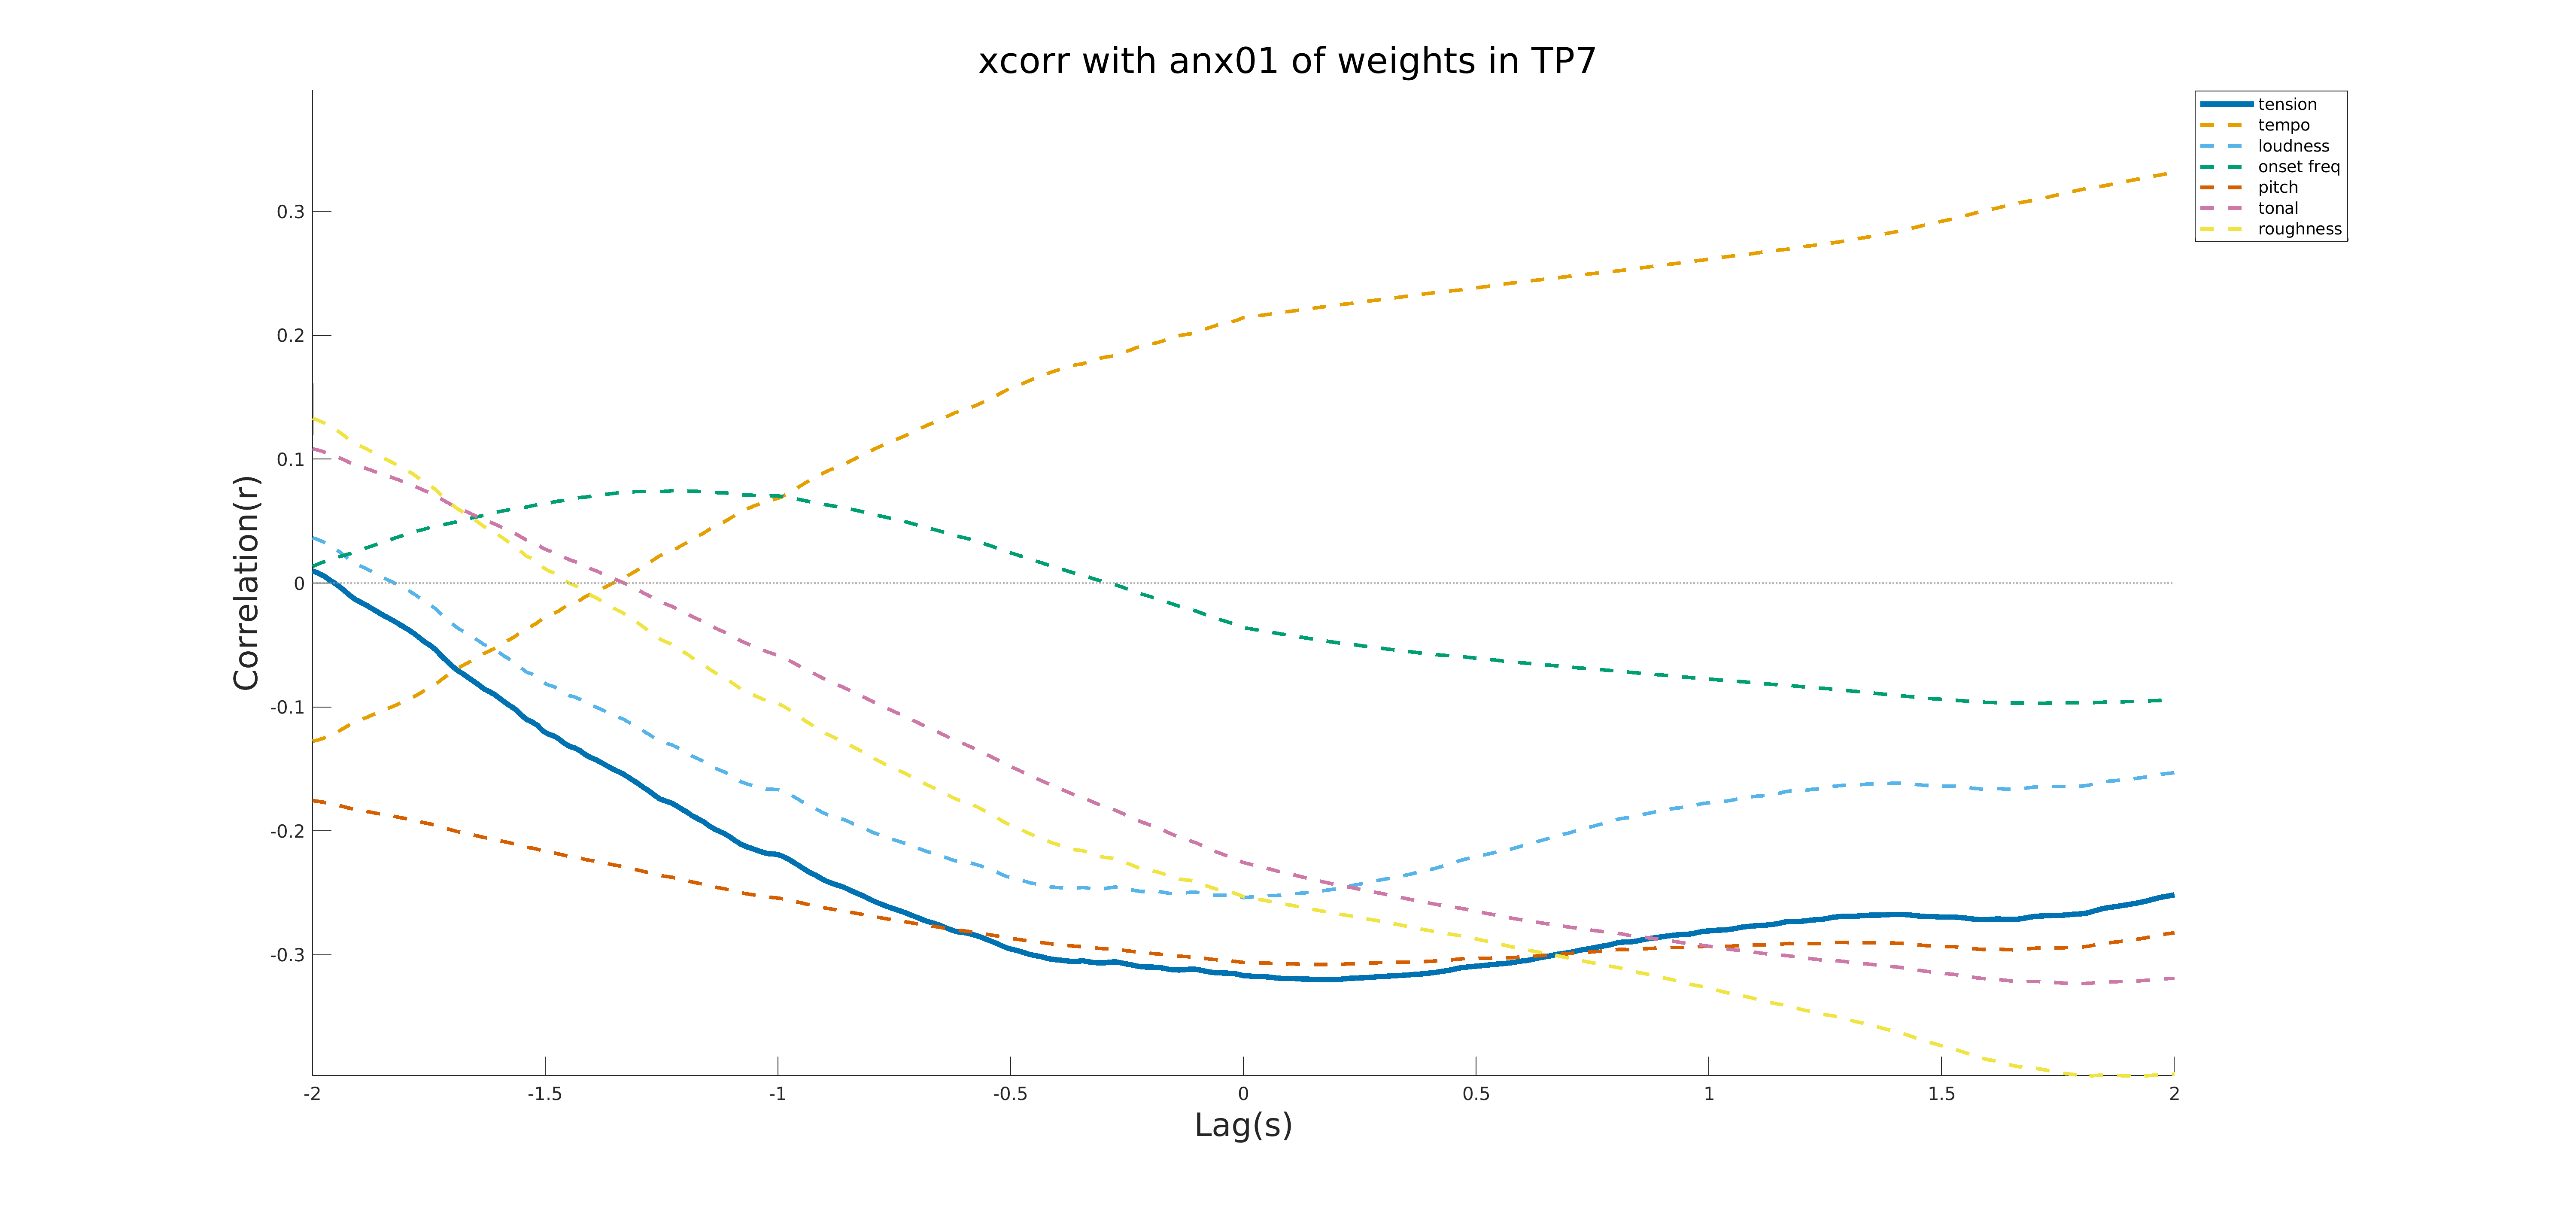 xcorr with anx01 of weights in TP7
tension
tempo
loudness
onset freq
pitch
tonal
roughness
Correlation(r)
0.3
0.2
0.1
0
-0.1
-0.2
-0.3
-2 -1.5 -1 -0.5 0 0.5 1 1.5 2
Lag(s)